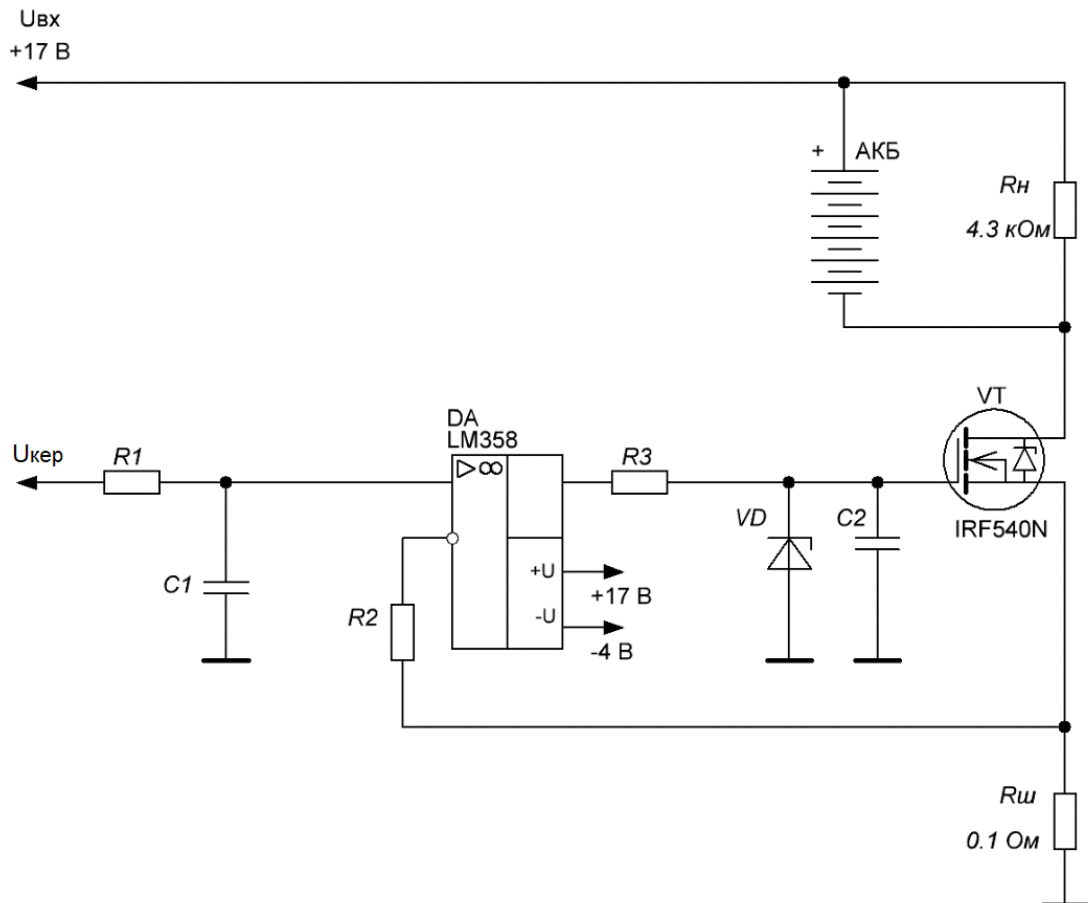 Uвх
+17 В
+ АКБ
Rн
4.3 кОм
VT
IRF540N
DA
LM358
▷∞
Uкер
R1
R3
VD
C2
C1
R2
+U
+17 В
-U
-4 В
Rш
0.1 Ом